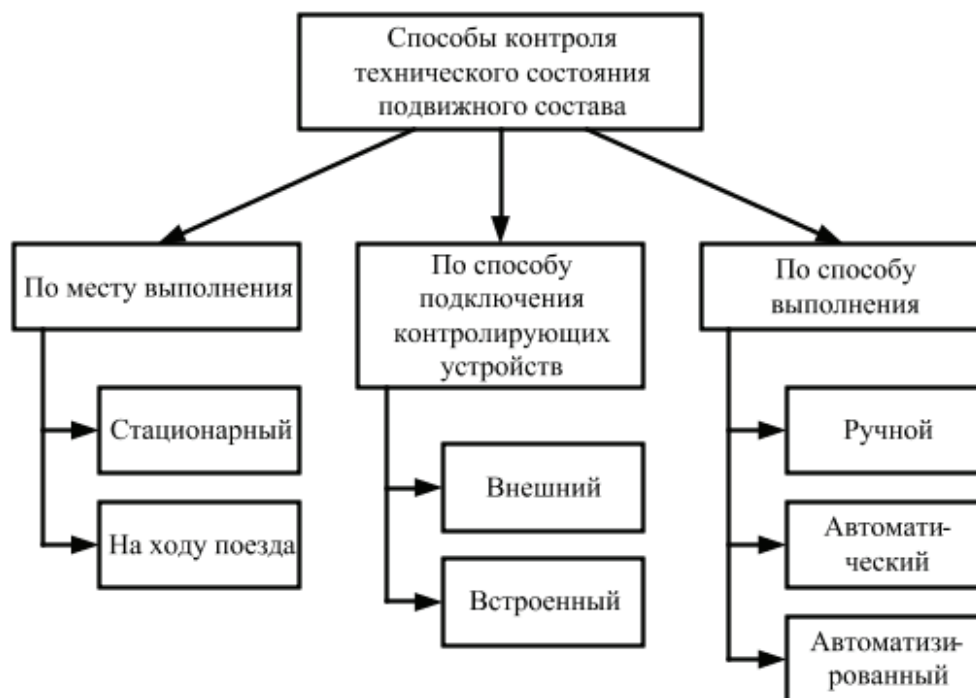 Способы контроля
технического состояния
подвижного состава
По месту выполнения
Стационарный
На ходу поезда
По способу
подключения
контролирующих
устройств
Внешний
Встроенный
По способу
выполнения
Ручной
Автомати-
ческий
Автоматизи-
рованный